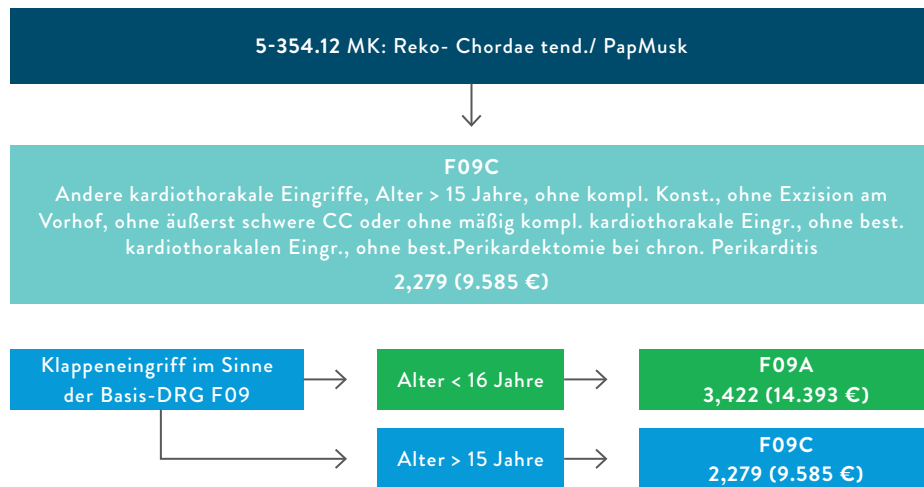 5-354.12 MK: Reko- Chordae tend./ PapMusk
F09C
Andere kardiothorakale Eingriffe, Alter > 15 Jahre, ohne kompl. Konst., ohne Exzision am
Vorhof, ohne äußerst schwere CC oder ohne mäßig kompl. kardiothorakale Eingr., ohne best.
kardiothorakalen Eingr., ohne best.Perikardektomie bei chron. Perikarditis
2,279 (9.585 €)
Klappeneingriff im Sinne
der Basis-DRG F09
Alter < 16 Jahre
F09A
3,422 (14.393 €)
Alter > 15 Jahre
F09C
2,279 (9.585 €)